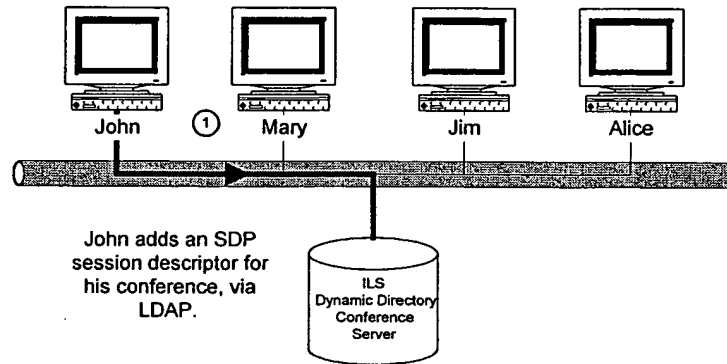 John
1
Mary
Jim
Alice
John adds an SDP
session descriptor for
his conference, via
LDAP.
ILS
Dynamic Directory
Conference
Server